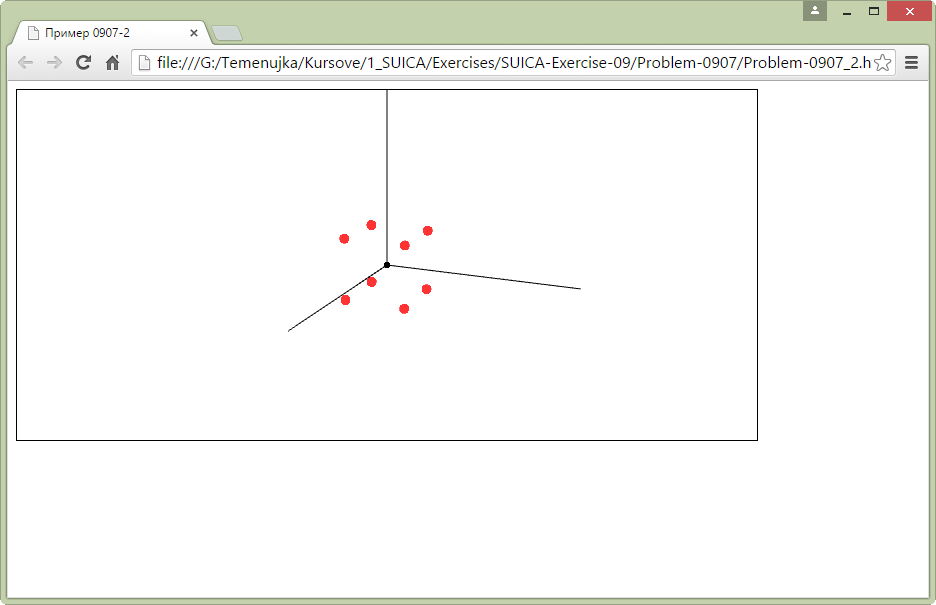 Пример 0907-2
file:///G:/Temenujka/Kursove/1_SUICA/Exercises/SUICA-Exercise-09/Problem-0907/Problem-0907_2.h